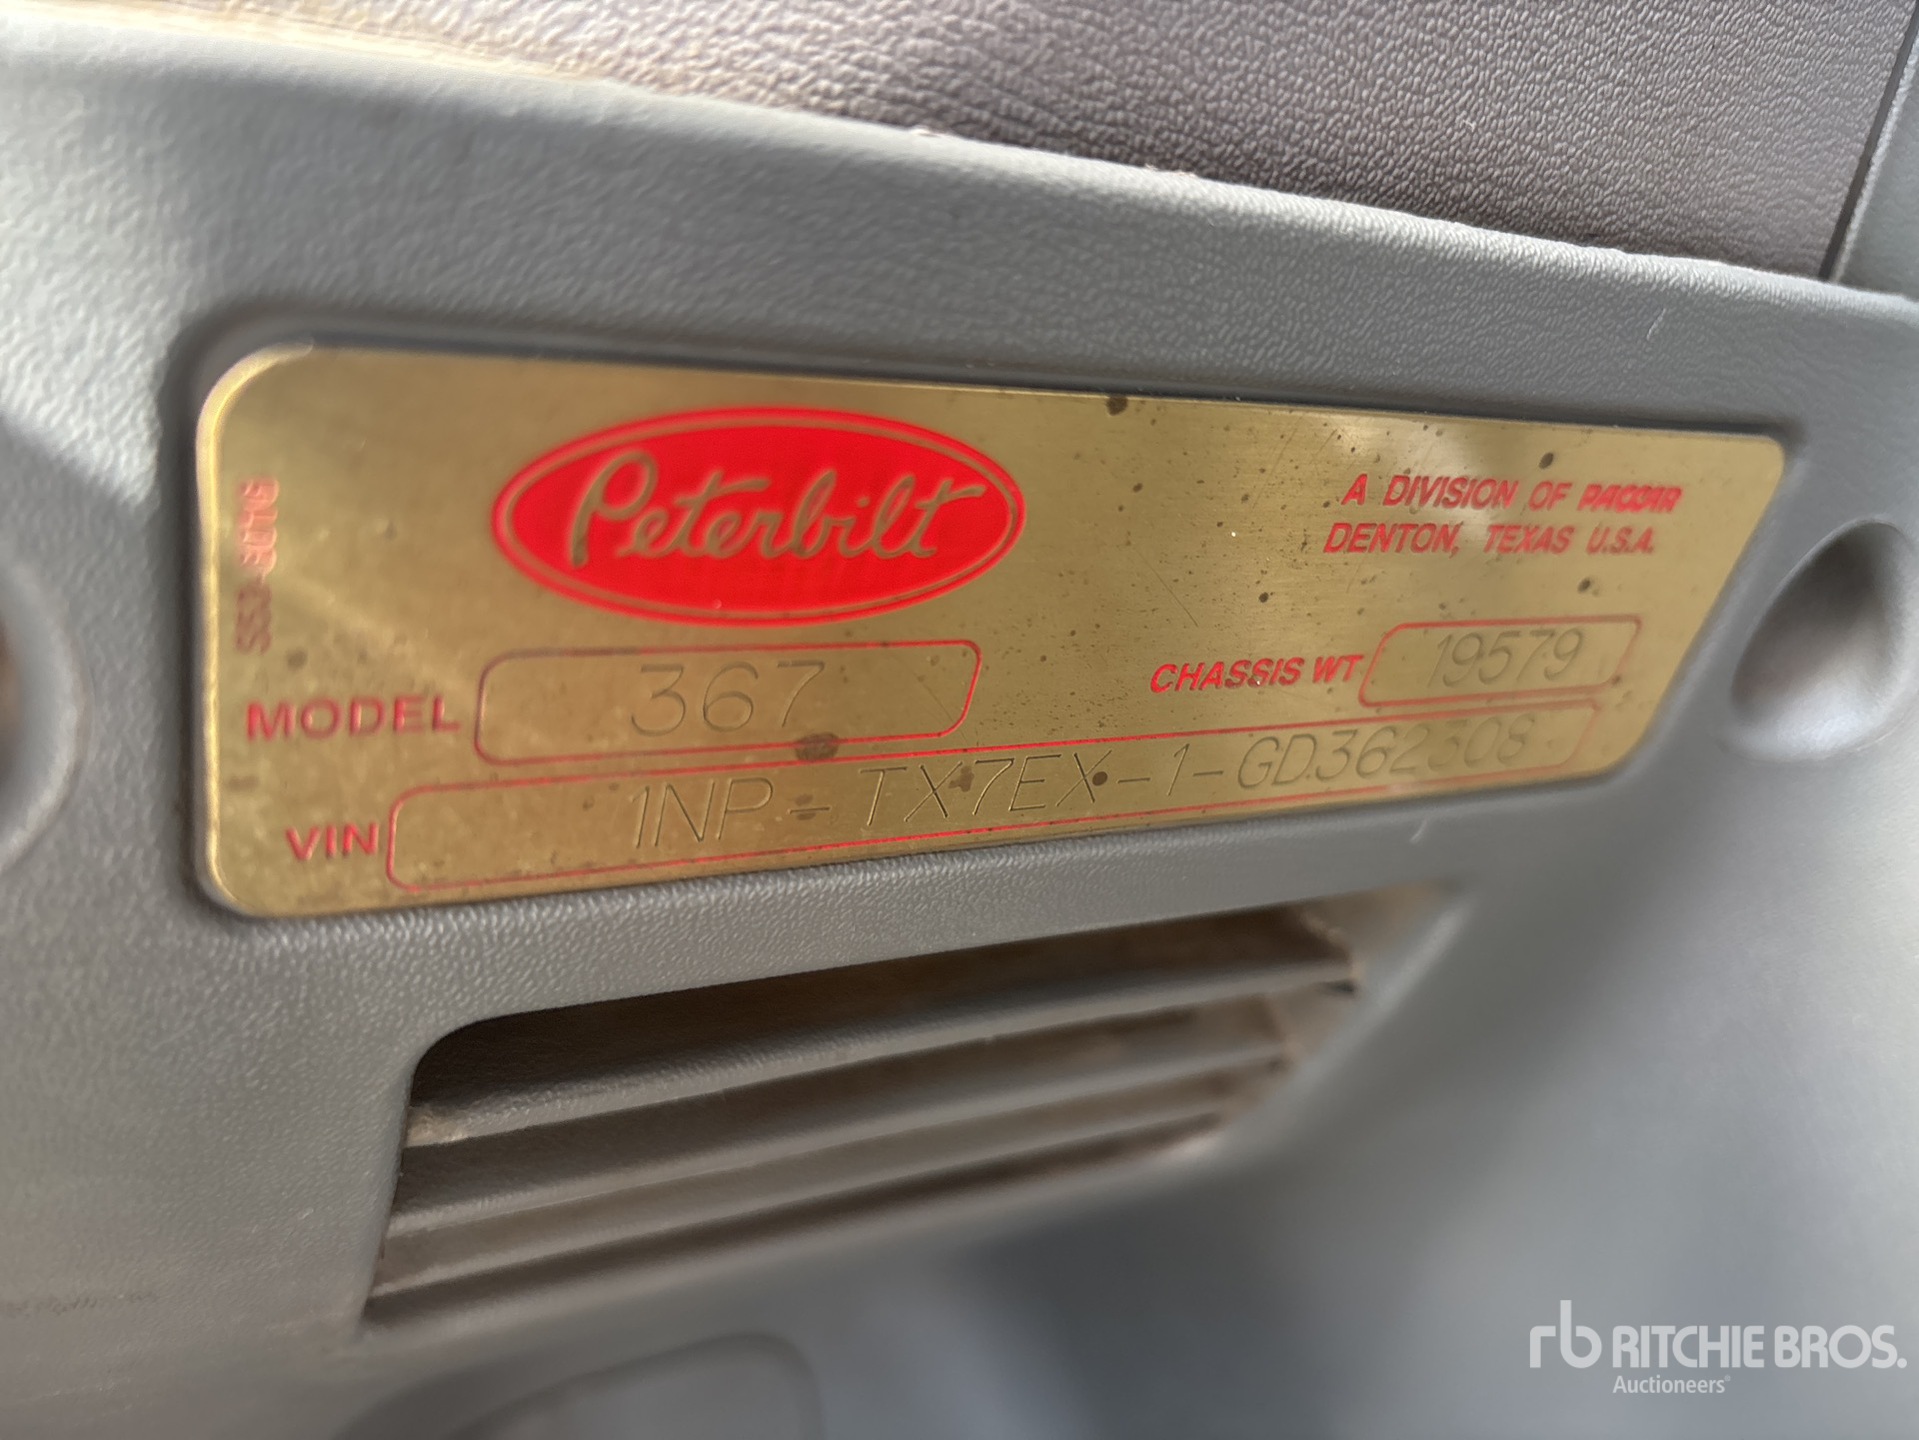 Peterbilt
A DIVISION OF PACCAR
DENTON, TEXAS U.S.A.
MODEL 367
CHASSIS WT 19579
VIN 1NP-TX7EX-1-GD362308
rb RITCHIE BROS.
Auctioneers